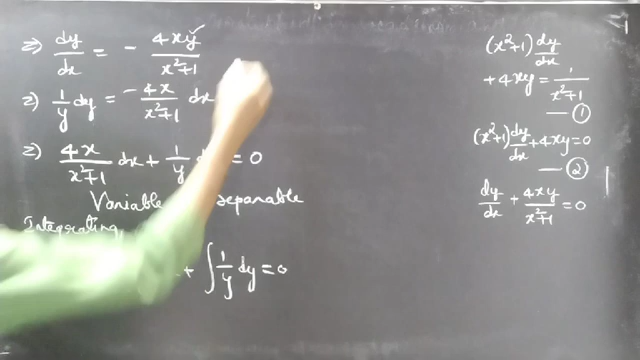 ⇒) dy/dx = - 4xy/x²+1
⇒) 1/y dy = -4x/x²+1 dx
⇒) 4x/x²+1 dx + 1/y d = 0
Variable separable
Integrating,
+ ∫ 1/y dy = 0
(x²+1) dy/dx
+ 4xy = 1/x²+1
— ①
(x²+1) dy/dx + 4xy = 0
— ②
dy/dx + 4xy/x²+1 = 0